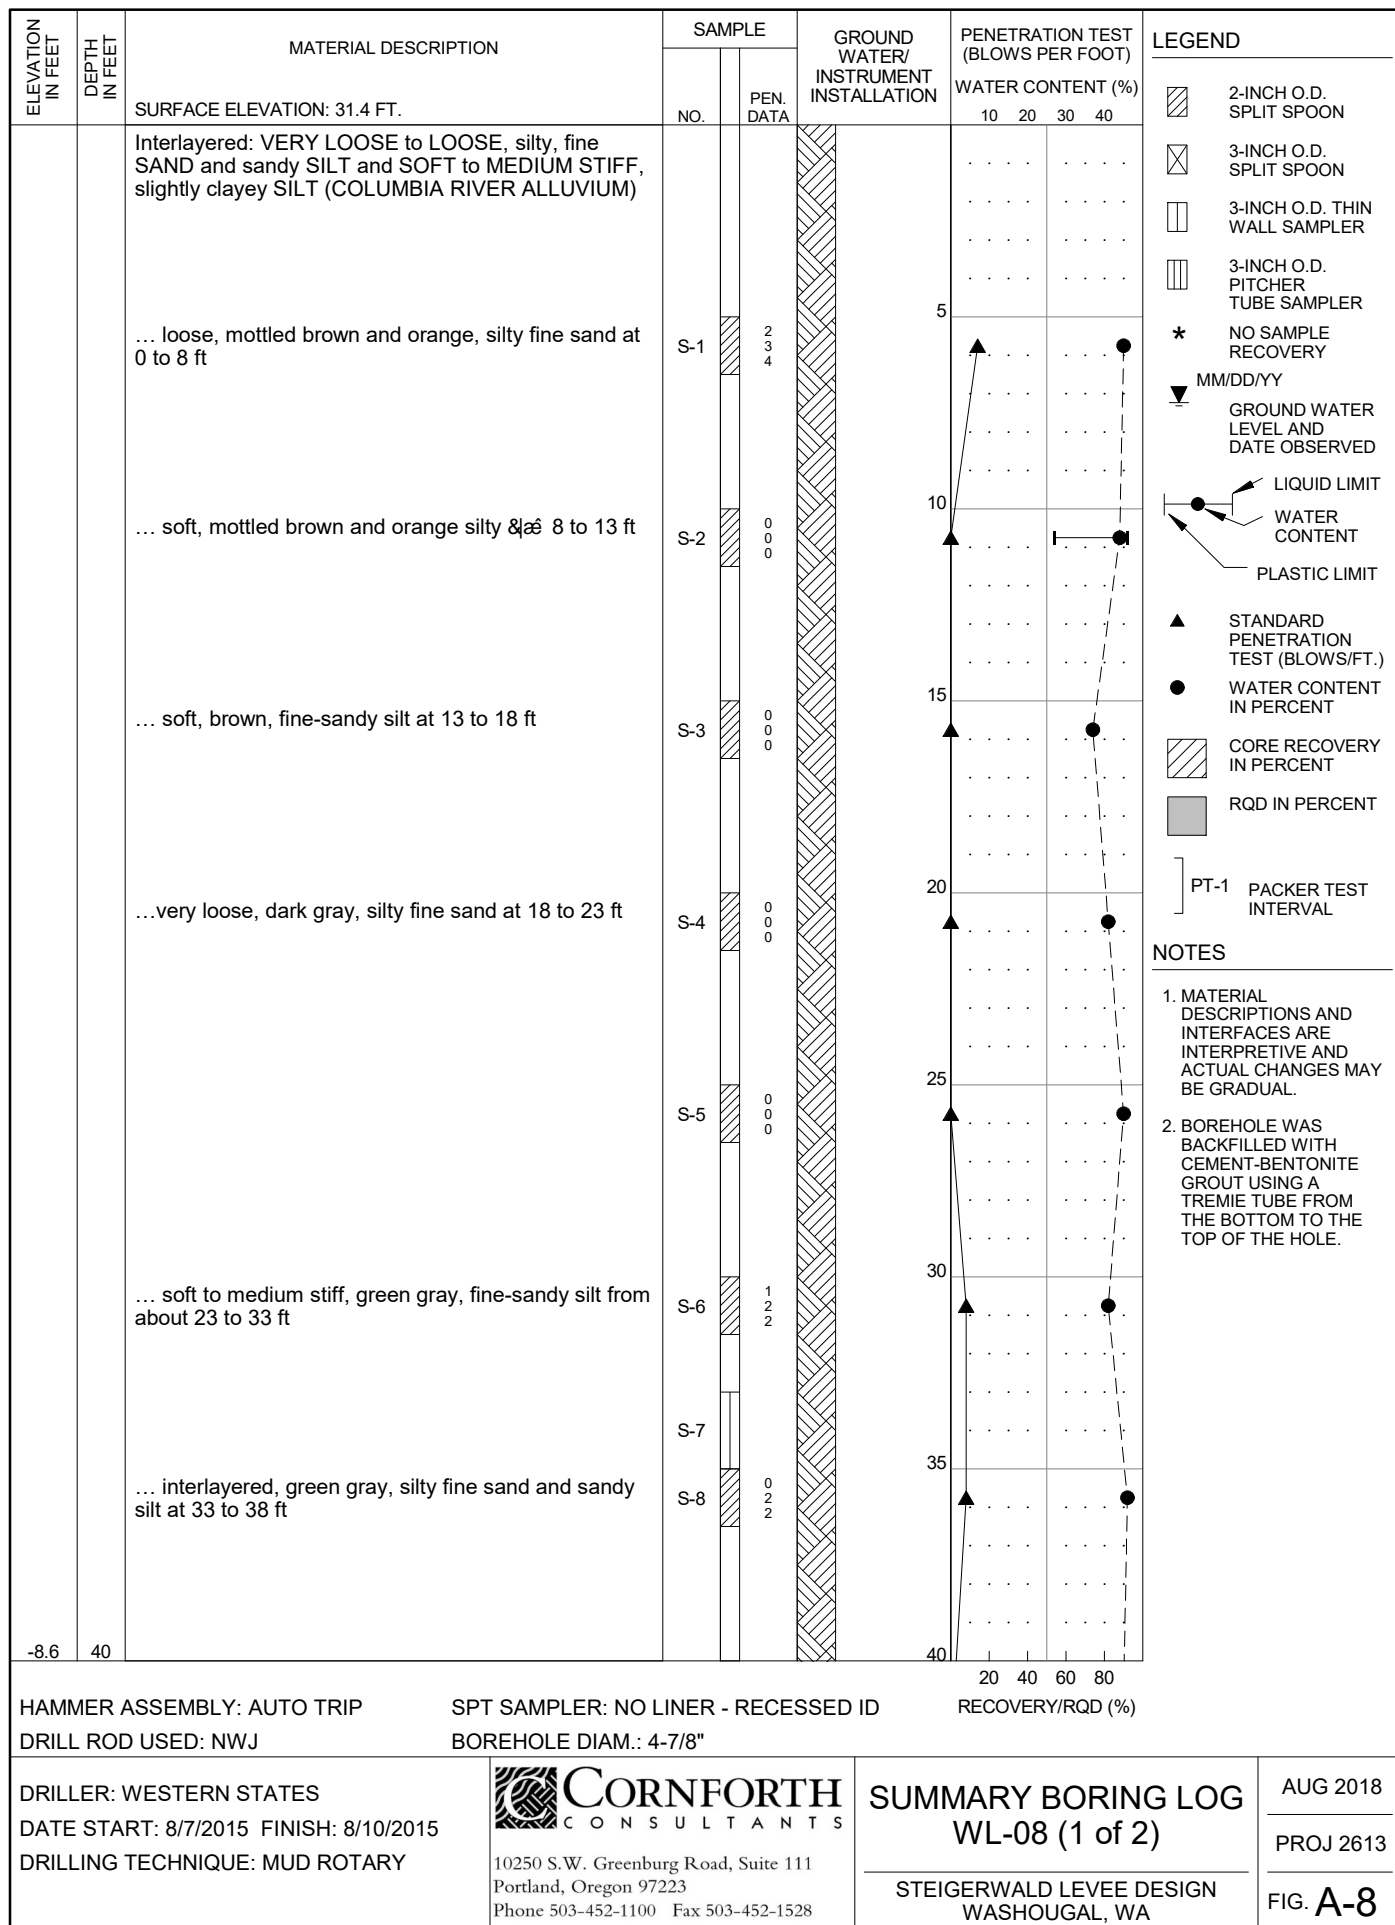 ELEVATION
IN FEET
DEPTH
IN FEET
MATERIAL DESCRIPTION
SURFACE ELEVATION: 31.4 FT.
SAMPLE
NO.
PEN.
DATA
GROUND
WATER/
INSTRUMENT
INSTALLATION
PENETRATION TEST
(BLOWS PER FOOT)
WATER CONTENT (%)
10 20 30 40
Interlayered: VERY LOOSE to LOOSE, silty, fine
SAND and sandy SILT and SOFT to MEDIUM STIFF,
slightly clayey SILT (COLUMBIA RIVER ALLUVIUM)
5
... loose, mottled brown and orange, silty fine sand at
0 to 8 ft
S-1
2
3
4
10
... soft, mottled brown and orange silty &|æ 8 to 13 ft
S-2
0
0
0
15
... soft, brown, fine-sandy silt at 13 to 18 ft
S-3
0
0
0
20
...very loose, dark gray, silty fine sand at 18 to 23 ft
S-4
0
0
0
25
S-5
0
0
0
30
... soft to medium stiff, green gray, fine-sandy silt from
about 23 to 33 ft
S-6
1
2
2
S-7
35
... interlayered, green gray, silty fine sand and sandy
silt at 33 to 38 ft
S-8
0
2
2
-8.6 40
40
20 40 60 80
RECOVERY/RQD (%)
LEGEND
2-INCH O.D.
SPLIT SPOON
3-INCH O.D.
SPLIT SPOON
3-INCH O.D. THIN
WALL SAMPLER
3-INCH O.D.
PITCHER
TUBE SAMPLER
* NO SAMPLE
RECOVERY
MM/DD/YY
GROUND WATER
LEVEL AND
DATE OBSERVED
LIQUID LIMIT
WATER
CONTENT
PLASTIC LIMIT
STANDARD
PENETRATION
TEST (BLOWS/FT.)
WATER CONTENT
IN PERCENT
CORE RECOVERY
IN PERCENT
RQD IN PERCENT
PT-1 PACKER TEST
INTERVAL
NOTES
1. MATERIAL
DESCRIPTIONS AND
INTERFACES ARE
INTERPRETIVE AND
ACTUAL CHANGES MAY
BE GRADUAL.
2. BOREHOLE WAS
BACKFILLED WITH
CEMENT-BENTONITE
GROUT USING A
TREMIE TUBE FROM
THE BOTTOM TO THE
TOP OF THE HOLE.
HAMMER ASSEMBLY: AUTO TRIP SPT SAMPLER: NO LINER - RECESSED ID
DRILL ROD USED: NWJ BOREHOLE DIAM.: 4-7/8"
DRILLER: WESTERN STATES
DATE START: 8/7/2015 FINISH: 8/10/2015
DRILLING TECHNIQUE: MUD ROTARY
CORNFORTH
CONSULTANTS
10250 S.W. Greenburg Road, Suite 111
Portland, Oregon 97223
Phone 503-452-1100 Fax 503-452-1528
SUMMARY BORING LOG
WL-08 (1 of 2)
STEIGERWALD LEVEE DESIGN
WASHOUGAL, WA
AUG 2018
PROJ 2613
FIG. A-8